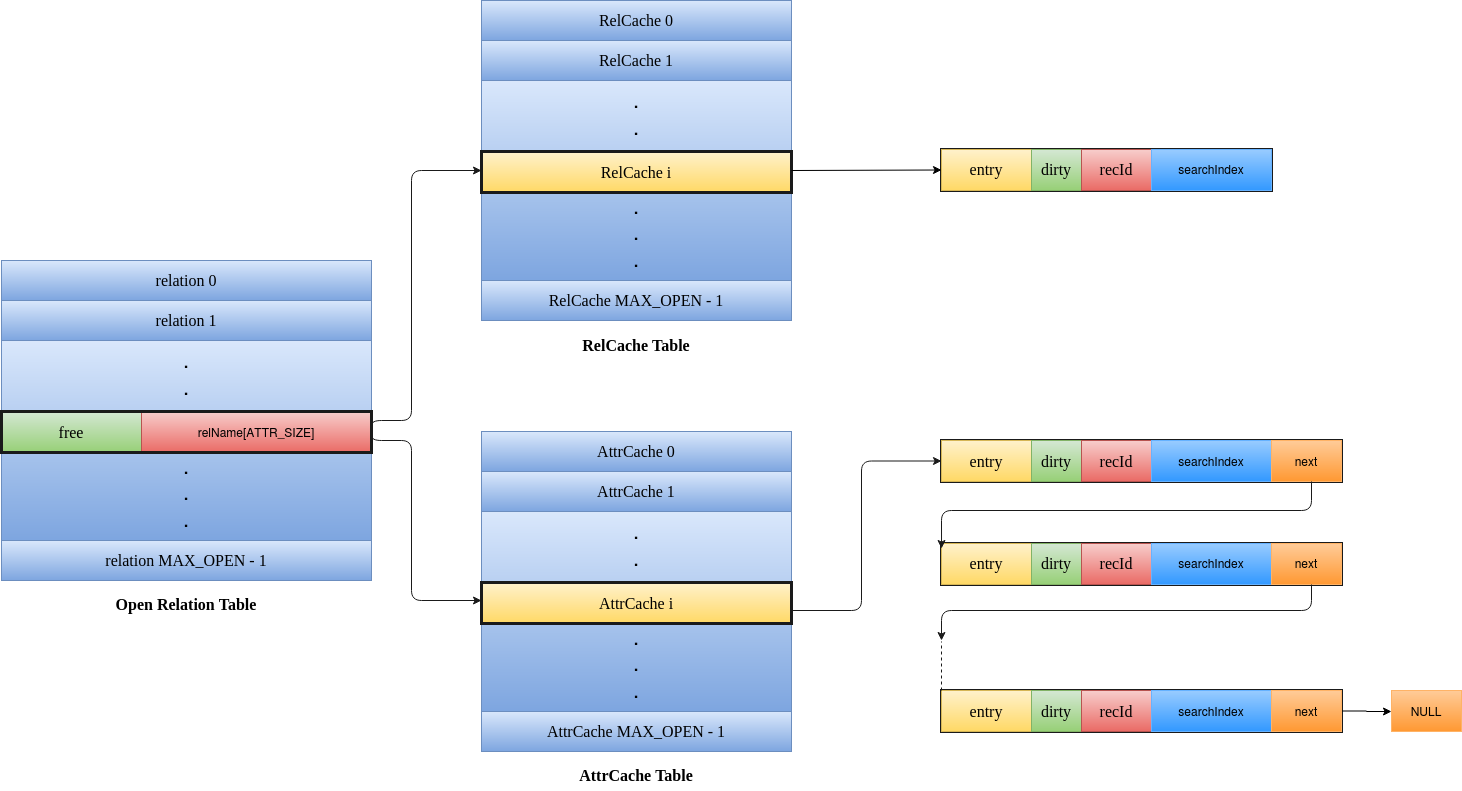 RelCache 0
RelCache 1
.
.
RelCache i
.
.
.
RelCache MAX_OPEN - 1
RelCache Table
entry dirty recId searchIndex
relation 0
relation 1
.
.
free relName[ATTR_SIZE]
.
.
.
relation MAX_OPEN - 1
Open Relation Table
AttrCache 0
AttrCache 1
.
.
AttrCache i
.
.
.
AttrCache MAX_OPEN - 1
AttrCache Table
entry dirty recId searchIndex next
entry dirty recId searchIndex next
entry dirty recId searchIndex next NULL